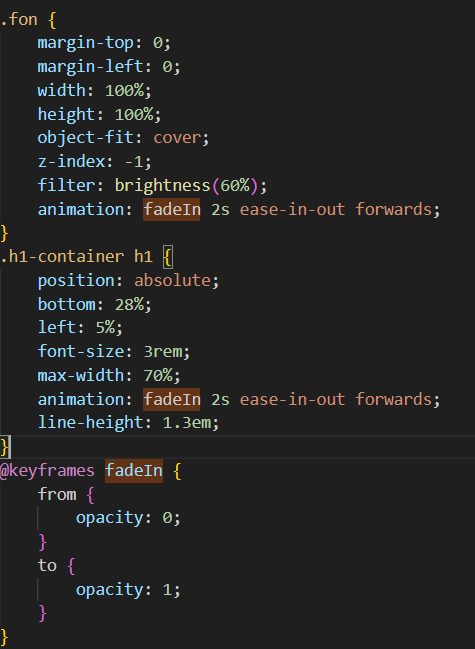 .fon {
    margin-top: 0;
    margin-left: 0;
    width: 100%;
    height: 100%;
    object-fit: cover;
    z-index: -1;
    filter: brightness(60%);
    animation: fadeIn 2s ease-in-out forwards;
}
.h1-container h1 {
    position: absolute;
    bottom: 28%;
    left: 5%;
    font-size: 3rem;
    max-width: 70%;
    animation: fadeIn 2s ease-in-out forwards;
    line-height: 1.3em;
}
@keyframes fadeIn {
    from {
        opacity: 0;
    }
    to {
        opacity: 1;
    }
}